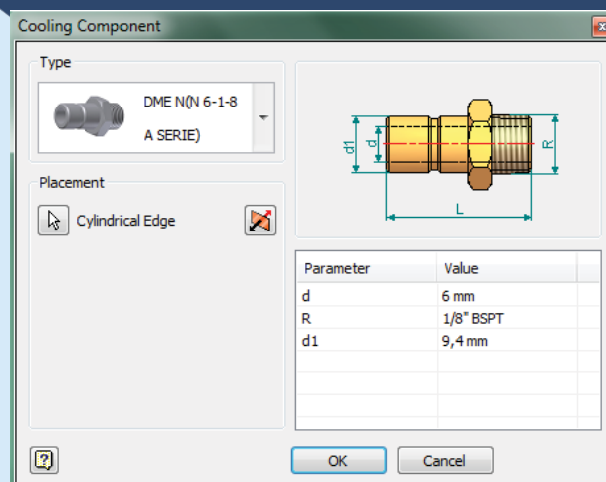 Cooling Component
Type
DME N(N 6-1-8
A SERIE)
Placement
Cylindrical Edge
d1
d
R
L
Parameter Value
d 6 mm
R 1/8" BSPT
d1 9,4 mm
?
OK Cancel